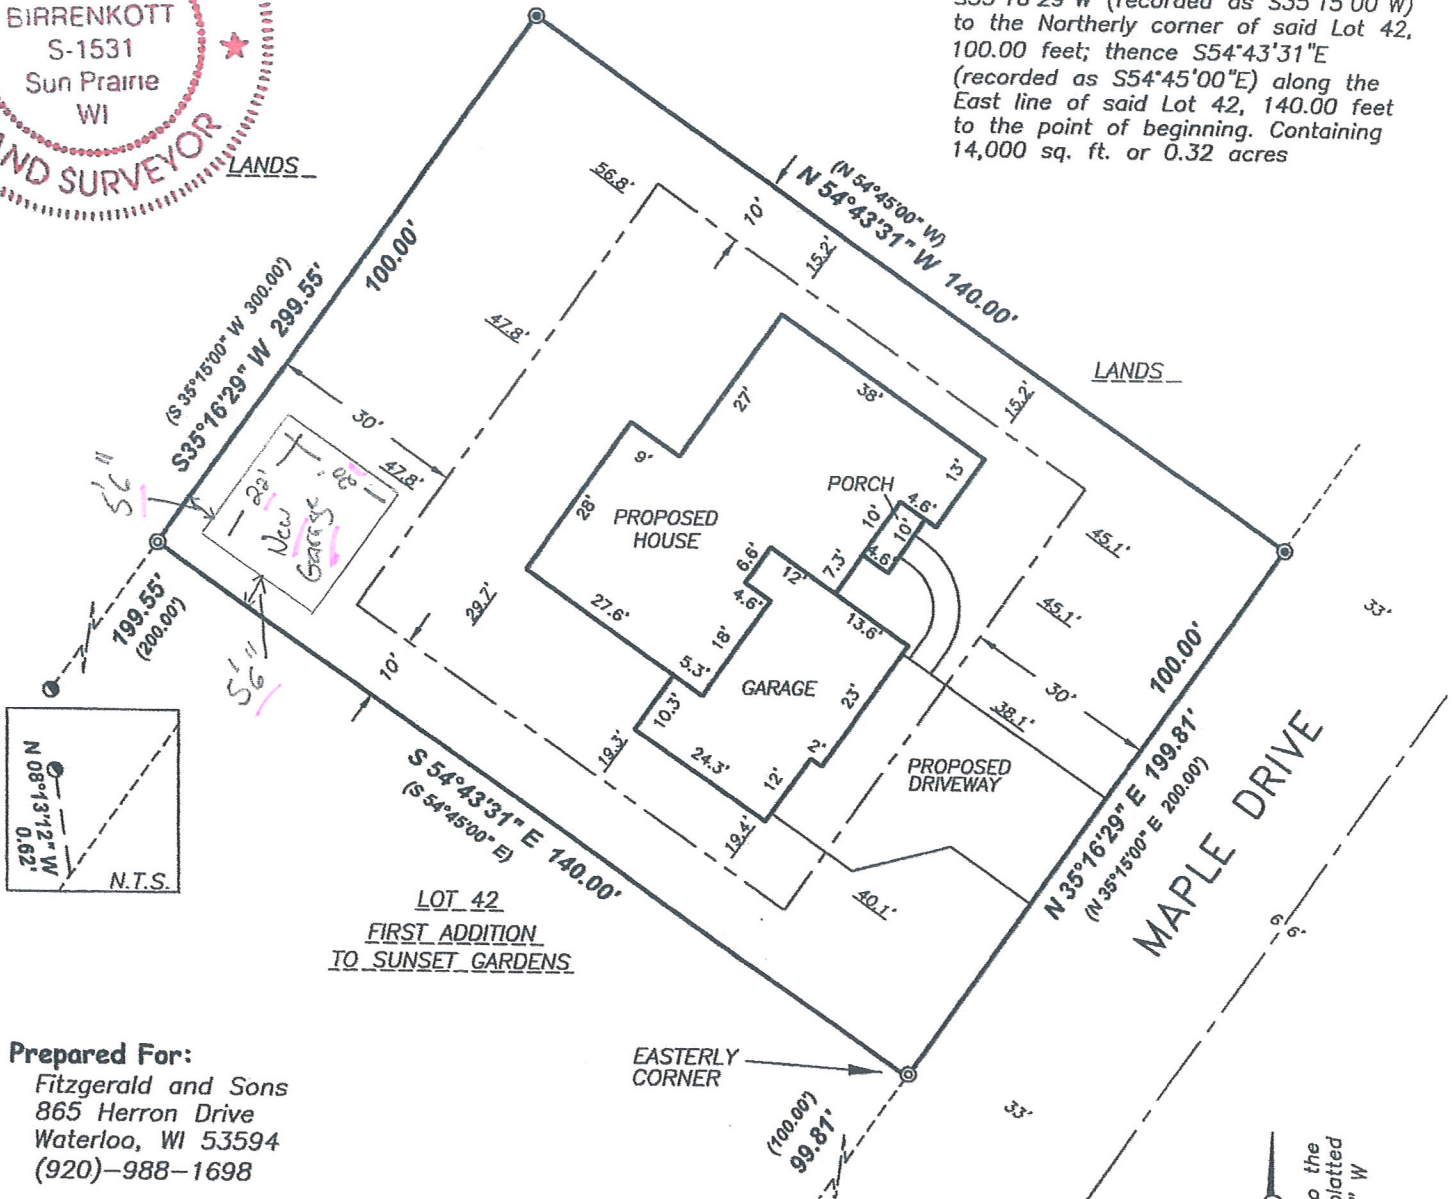 BIRRENKOTT
S-1531
Sun Prairie
WI
AND SURVEYOR
S35°16'29"W (recorded as S35°15'00"W)
to the Northerly corner of said Lot 42,
100.00 feet; thence S54°43'31"E
(recorded as S54°45'00"E) along the
East line of said Lot 42, 140.00 feet
to the point of beginning. Containing
14,000 sq. ft. or 0.32 acres
LANDS
56.8'
10'
(N 54°45'00" W)
N 54°43'31" W 140.00'
15.2'
100.00'
(S 35°15'00" W 300.00')
S35°16'29" W 299.55'
47.8'
LANDS
27'
38'
15.2'
30'
47.8'
9'
13'
PORCH
4.6'
10'
10'
4.6'
28'
PROPOSED
HOUSE
5'6"
22'
20'
New
Garage
45.1'
6.6'
12'
7.3'
4.6'
45.1'
33'
199.55'
(200.00')
29.7'
27.6'
18'
13.6'
5'6"
10'
5.3'
GARAGE
23'
30'
100.00'
38.1'
10.3'
19.3'
24.3'
2'
12'
PROPOSED
DRIVEWAY
N 35°16'29" E 199.81'
(N 35°15'00" E 200.00')
MAPLE DRIVE
N 08°13'12" W
0.62'
N.T.S.
S 54°43'31" E 140.00'
(S 54°45'00" E)
19.4'
40.1'
66'
LOT 42
FIRST ADDITION
TO SUNSET GARDENS
Prepared For:
Fitzgerald and Sons
865 Herron Drive
Waterloo, WI 53594
(920)-988-1698
EASTERLY
CORNER
(100.00')
99.81'
33'
o the
platted
" W